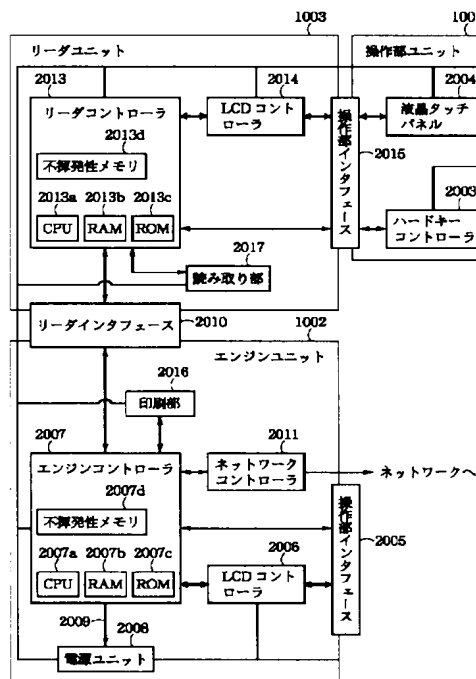 1003
リーダユニット
100
操作部ユニット
2013
リーダコントローラ
2013d
不揮発性メモリ
2013a
2013b
2013c
CPU
RAM
ROM
2014
LCDコント
ローラ
操作部インタフェース
2015
2004
液晶タッチ
パネル
2003
ハードキー
コントローラ
2017
読み取り部
リーダインタフェース
2010
1002
エンジンユニット
2016
印刷部
2007
エンジンコントローラ
2007d
不揮発性メモリ
2007a
2007b
2007c
CPU
RAM
ROM
2011
ネットワーク
コントローラ
ネットワークへ
2006
LCDコント
ローラ
操作部インタフェース
2005
2009
2008
電源ユニット